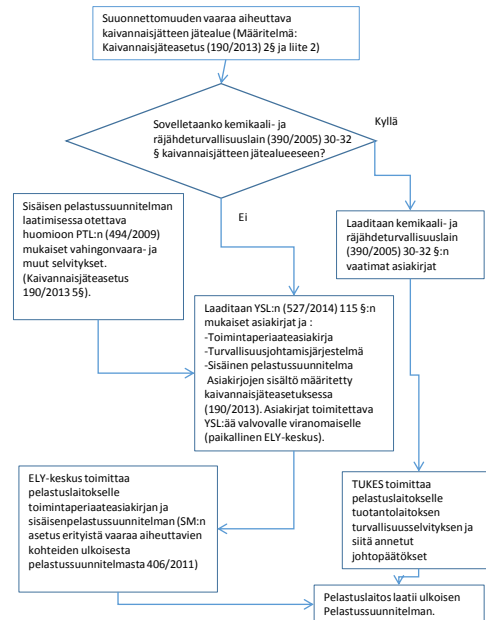 Suuonnettomuuden vaaraa aiheuttava
kaivannaisjätteen jätealue (Määritelmä:
Kaivannaisjäteasetus (190/2013) 2§ ja liite 2)
Sovelletaanko kemikaali- ja
räjähdeturvallisuuslain (390/2005) 30-32
§ kaivannaisjätteen jätealueeseen?
Kyllä
Ei
Sisäisen pelastussuunnitelman
laatimisessa otettava
huomioon PTL:n (494/2009)
mukaiset vahingonvaara- ja
muut selvitykset.
(Kaivannaisjäteasetus
190/2013 5§).
Laaditaan kemikaali- ja
räjähdeturvallisuuslain
(390/2005) 30-32 §:n
vaatimat asiakirjat
Laaditaan YSL:n (527/2014) 115 §:n
mukaiset asiakirjat ja :
-Toimintaperiaateasiakirja
-Turvallisuusjohtamisjärjestelmä
-Sisäinen pelastussuunnitelma
Asiakirjojen sisältö määritetty
kaivannaisjäteasetuksessa
(190/2013). Asiakirjat toimitettava
YSL:ää valvovalle viranomaiselle
(paikallinen ELY-keskus).
ELY-keskus toimittaa
pelastuslaitokselle
toimintaperiaateasiakirjan ja
sisäisenpelastussuunnitelman (SM:n
asetus erityistä vaaraa aiheuttavien
kohteiden ulkoisesta
pelastussuunnitelmasta 406/2011)
TUKES toimittaa
pelastuslaitokselle
tuotantolaitoksen
turvallisuusselvityksen ja
siitä annetut
johtopäätökset
Pelastuslaitos laatii ulkoisen
Pelastussuunnitelman.